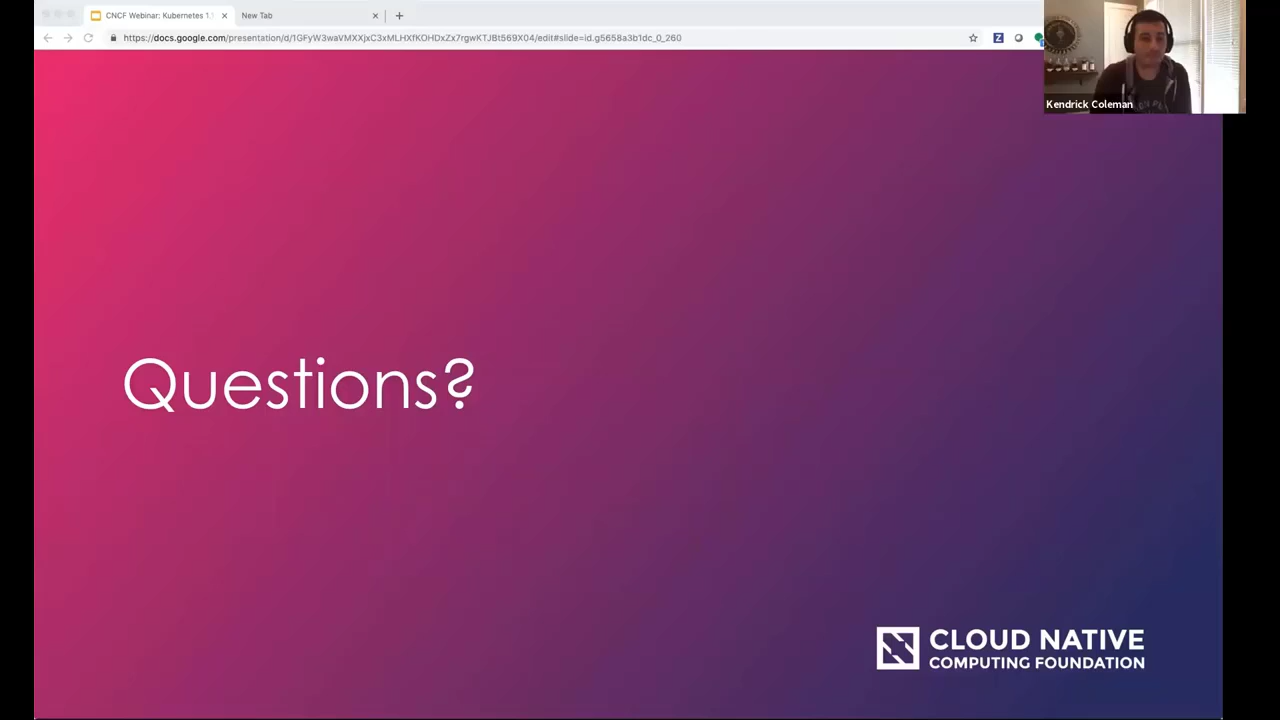 CNCF Webinar: Kubernetes 1.
New Tab
https://docs.google.com/presentation/d/1GFyW3waVMXXjxC3xMLHXfKOHDxZx7rgwKTJBt569X04/edit#slide=id.g5658a3b1dc_0_260
Z
Kendrick Coleman
Questions?
CLOUD NATIVE
COMPUTING FOUNDATION